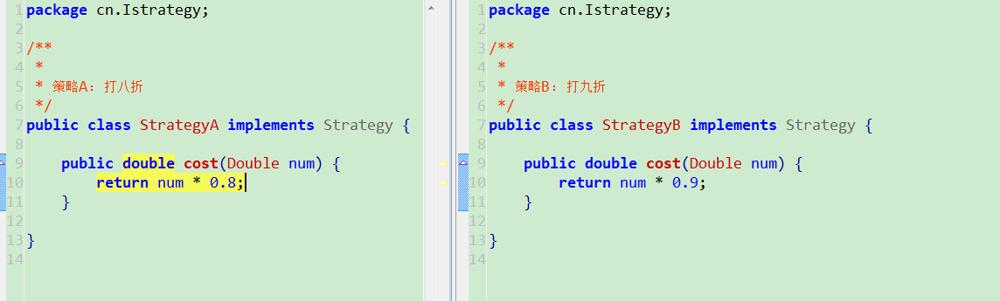 1 package cn.Istrategy;
2
3 /**
4  *
5  * 策略A: 打八折
6  */
7 public class StrategyA implements Strategy {
8
9     public double cost(Double num) {
10         return num * 0.8;
11     }
12
13 }
14
1 package cn.Istrategy;
2
3 /**
4  *
5  * 策略B: 打九折
6  */
7 public class StrategyB implements Strategy {
8
9     public double cost(Double num) {
10         return num * 0.9;
11     }
12
13 }
14